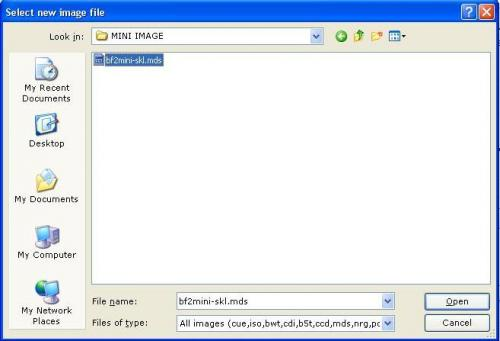 Select new image file
Look in: MINI IMAGE
bf2mini-skl.mds
My Recent
Documents
Desktop
My Documents
My Computer
My Network
Places
File name: bf2mini-skl.mds Open
Files of type: All images (cue,iso,bwt,cdi,b5t,ccd,mds,nrg,pc Cancel